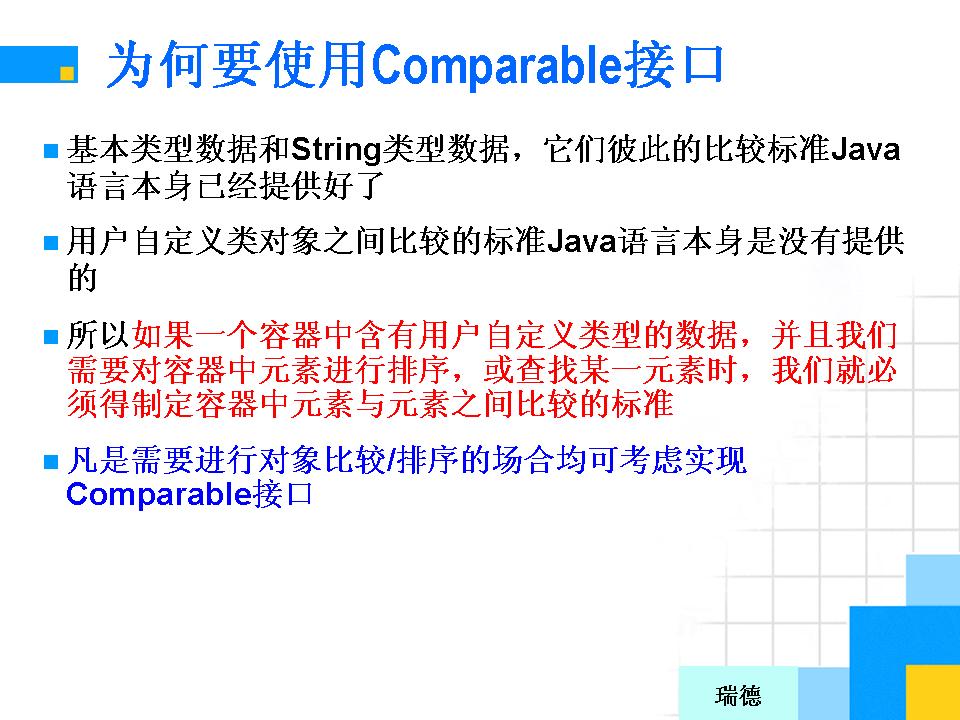 为何要使用Comparable接口
基本类型数据和String类型数据，它们彼此的比较标准Java
语言本身已经提供好了
用户自定义类对象之间比较的标准Java语言本身是没有提供
的
所以如果一个容器中含有用户自定义类型的数据，并且我们
需要对容器中元素进行排序，或查找某一元素时，我们就必
须得制定容器中元素与元素之间比较的标准
凡是需要进行对象比较/排序的场合均可考虑实现
Comparable接口
瑞德